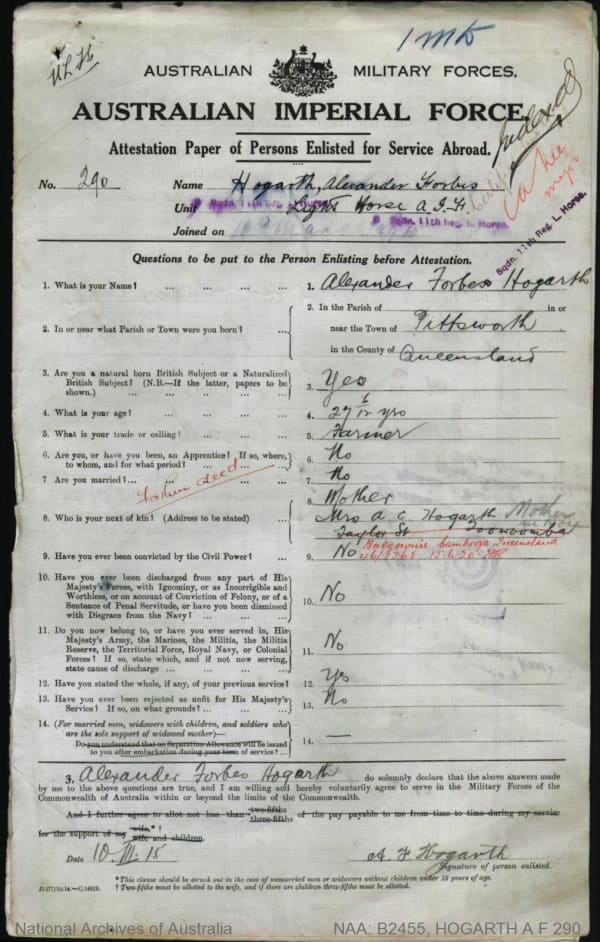 1 MD
AUSTRALIAN MILITARY FORCES.
AUSTRALIAN IMPERIAL FORCE.
Indexed
Attestation Paper of Persons Enlisted for Service Abroad.
No. 290 Name Hogarth, Alexander Forbes
Unit Light Horse A.I.F.
Sqdn. 11th Reg. L. Horse.
Joined on
Sqdn. 11th Reg. L. Horse.
Questions to be put to the Person Enlisting before Attestation.
1. What is your Name? ... ... ... ... 1. Alexander Forbes Hogarth
2. In or near what Parish or Town were you born? ... 2. In the Parish of in or
near the Town of Pittsworth
in the County of Queensland
3. Are you a natural born British Subject or a Naturalized
British Subject? (N.B.—If the latter, papers to be
shown.) ... ... ... ... ... 3. Yes
4. What is your age? ... ... ... ... 4. 27 1/12 yrs
5. What is your trade or calling? ... ... ... 5. Farmer
6. Are you, or have you been, an Apprentice? If so, where,
to whom, and for what period? ... ... ... 6. No
7. Are you married? ... ... ... ... 7. No
8. Who is your next of kin? (Address to be stated) ... 8. Mother
Mrs A. C. Hogarth Mother
Taylor St Toowoomba
Balgownie Cambooya Queensland
15.6.20
9. Have you ever been convicted by the Civil Power? ... 9. No
10. Have you ever been discharged from any part of His
Majesty's Forces, with Ignominy, or as Incorrigible and
Worthless, or on account of Conviction of Felony, or of a
Sentence of Penal Servitude, or have you been dismissed
with Disgrace from the Navy? ... ... ... 10. No
11. Do you now belong to, or have you ever served in, His
Majesty's Army, the Marines, the Militia, the Militia
Reserve, the Territorial Force, Royal Navy, or Colonial
Forces? If so, state which, and if not now serving,
state cause of discharge ... ... ... ... 11. No
12. Have you stated the whole, if any, of your previous service? 12. Yes
13. Have you ever been rejected as unfit for His Majesty's
Service? If so, on what grounds? ... ... ... 13. No
14. (For married men, widowers with children, and soldiers who
are the sole support of widowed mother)—
Do you understand that no Separation Allowance will be issued
to you after embarkation during your term of service? ... 14. —
I, Alexander Forbes Hogarth do solemnly declare that the above answers made
by me to the above questions are true, and I am willing and hereby voluntarily agree to serve in the Military Forces of the
Commonwealth of Australia within or beyond the limits of the Commonwealth.
And I further agree to allot not less than two-fifths three-fifths of the pay payable to me from time to time during my service
for the support of my wife.* † wife and children.
Date 10.III.15 A. F. Hogarth
Signature of person enlisted.
* This clause should be struck out in the case of unmarried men or widowers without children under 18 years of age.
† Two-fifths must be allotted to the wife, and if there are children three-fifths must be allotted.
National Archives of Australia NAA: B2455, HOGARTH A F 290